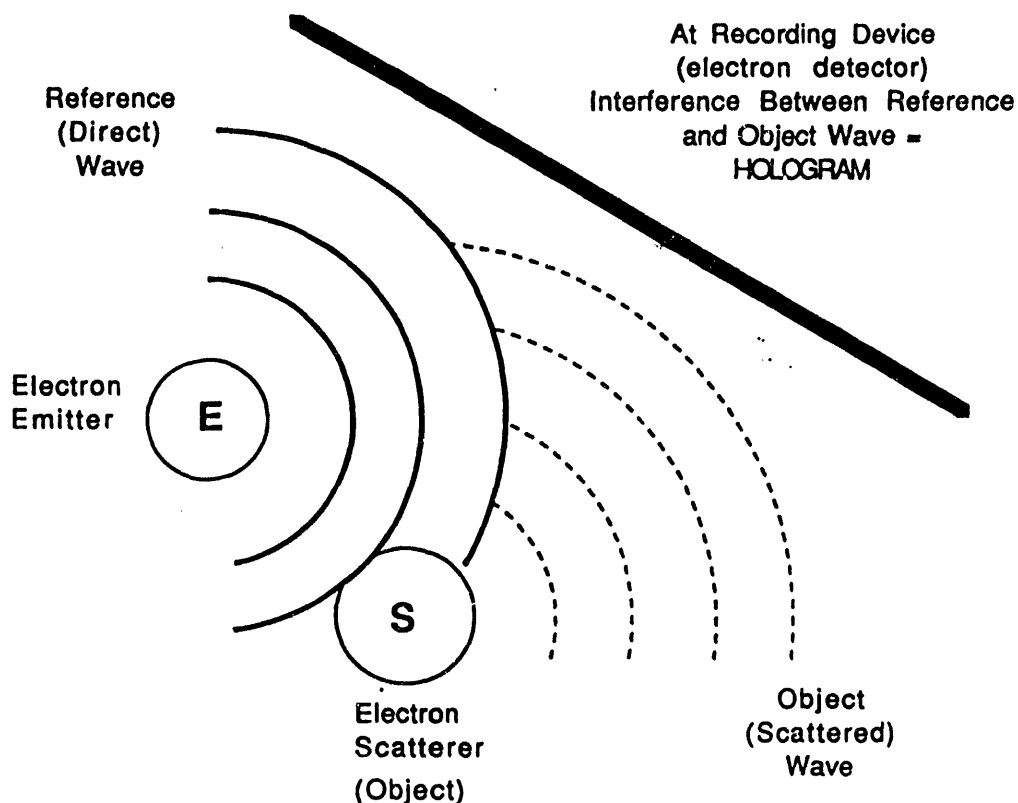 At Recording Device
(electron detector)
Interference Between Reference
and Object Wave =
HOLOGRAM
Reference
(Direct)
Wave
Electron
Emitter
E
S
Electron
Scatterer
(Object)
Object
(Scattered)
Wave